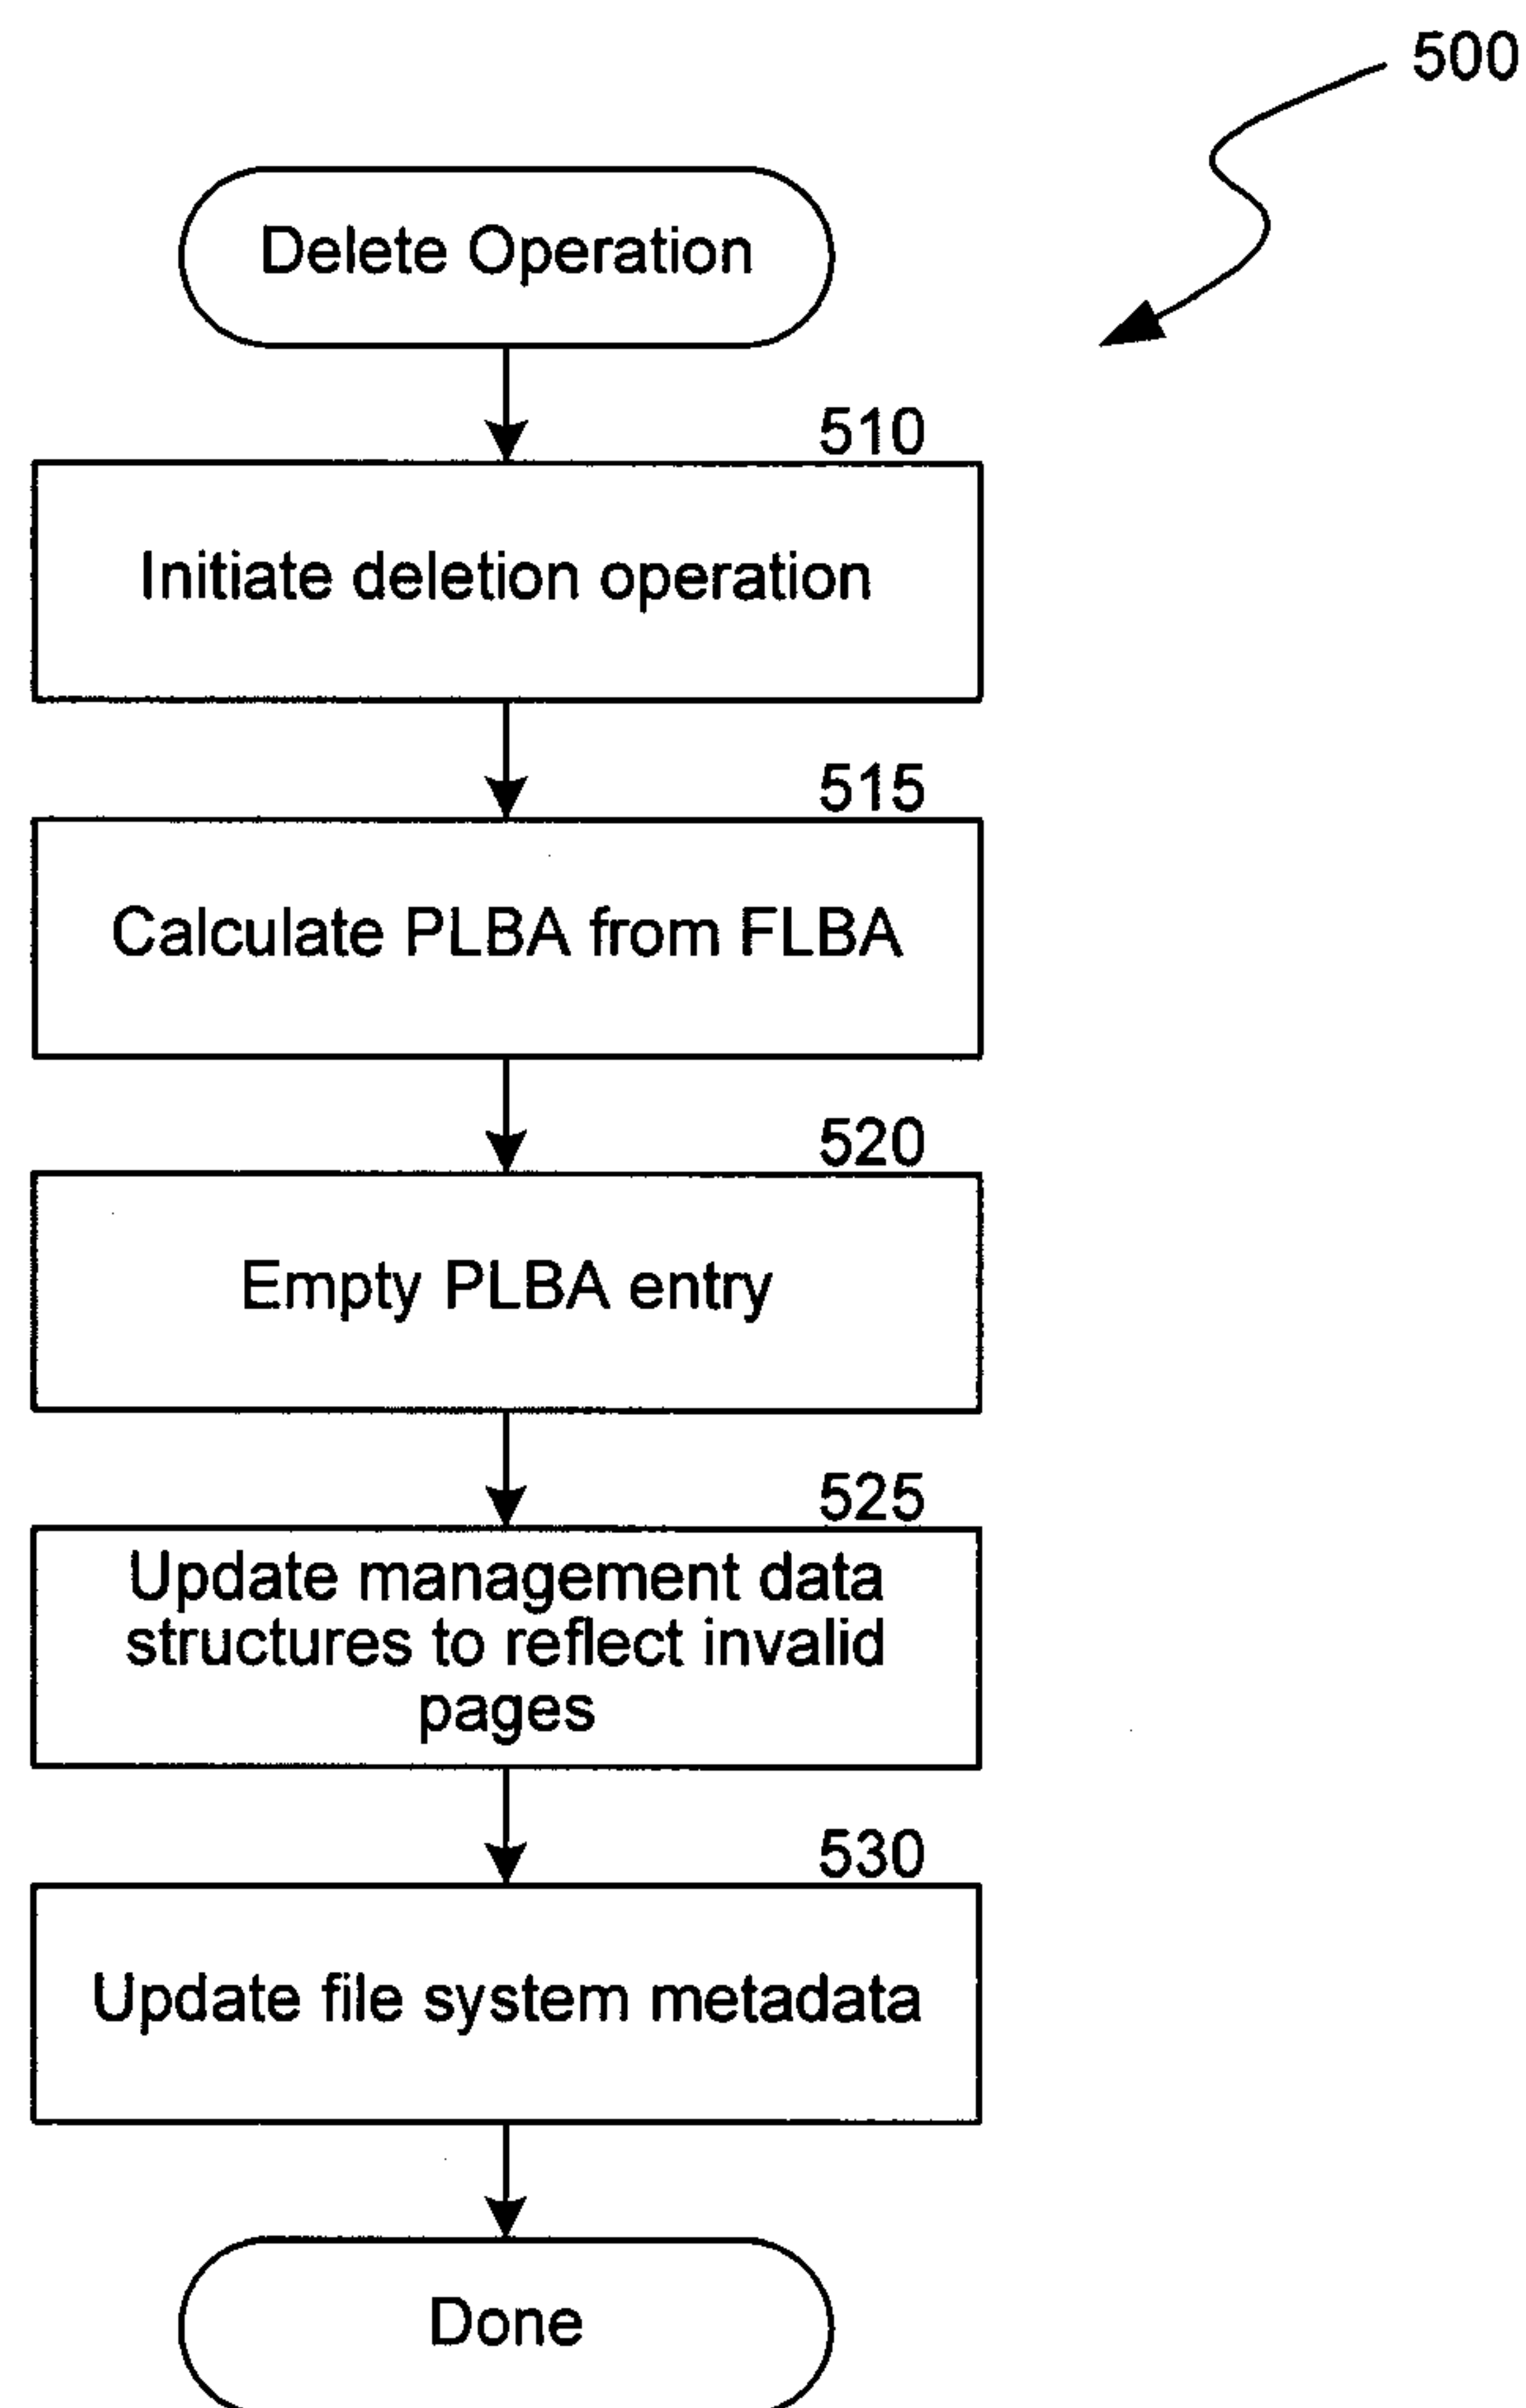 500
Delete Operation
510
Initiate deletion operation
515
Calculate PLBA from FLBA
520
Empty PLBA entry
525
Update management data
structures to reflect invalid
pages
530
Update file system metadata
Done